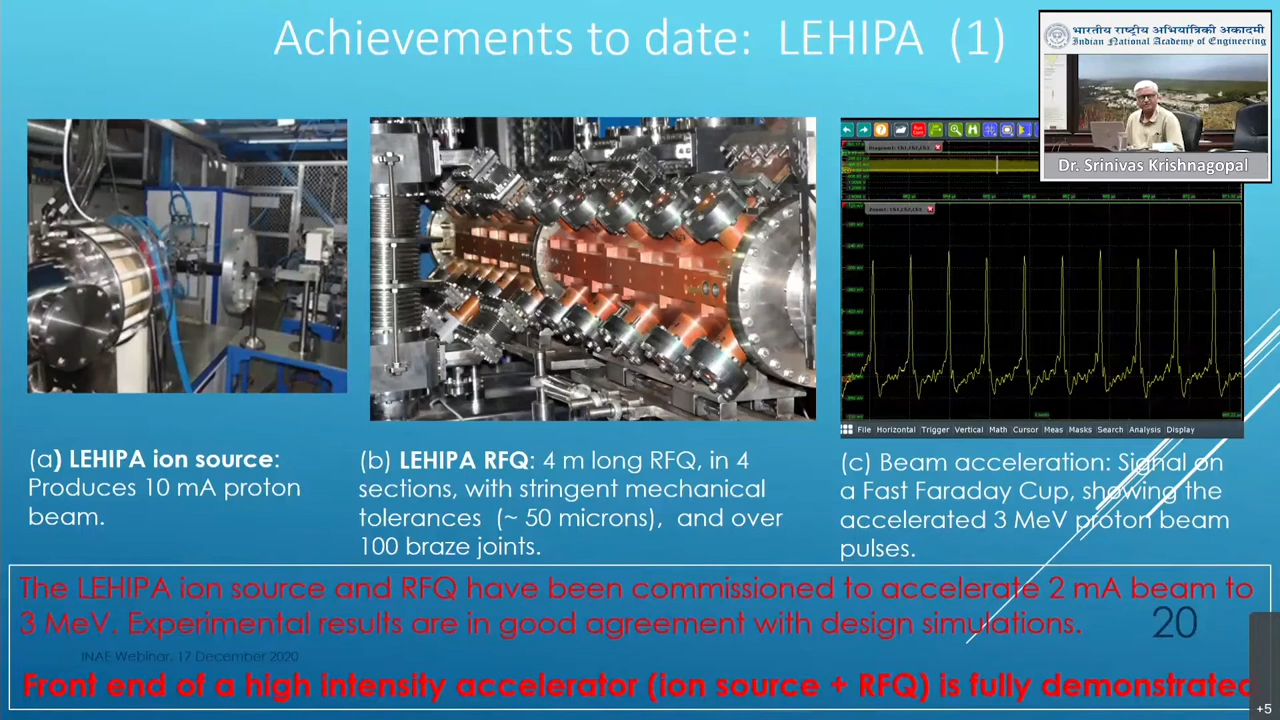 Achievements to date: LEHIPA (1)
भारतीय राष्ट्रीय अभियांत्रिकी अकादमी
Indian National Academy of Engineering
Dr. Srinivas Krishnagopal
File Horizontal Trigger Vertical Math Cursor Meas Masks Search Analysis Display
(a) LEHIPA ion source:
Produces 10 mA proton
beam.
(b) LEHIPA RFQ: 4 m long RFQ, in 4
sections, with stringent mechanical
tolerances (~ 50 microns), and over
100 braze joints.
(c) Beam acceleration: Signal on
a Fast Faraday Cup, showing the
accelerated 3 MeV proton beam
pulses.
The LEHIPA ion source and RFQ have been commissioned to accelerate 2 mA beam to
3 MeV. Experimental results are in good agreement with design simulations.
20
INAE Webinar, 17 December 2020
Front end of a high intensity accelerator (ion source + RFQ) is fully demonstrated
+5